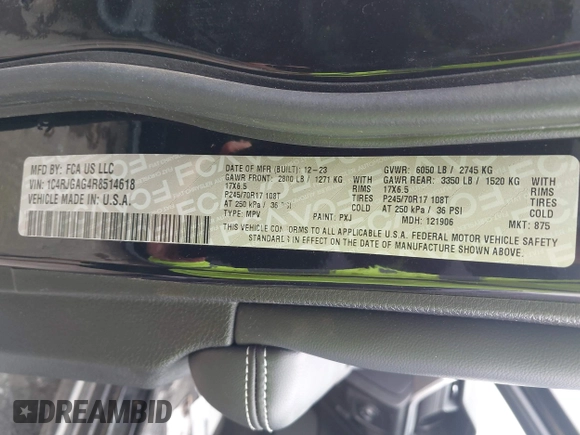 MFD BY: FCA US LLC
VIN: 1C4RJGAG4R8514618
VEHICLE MADE IN: U.S.A.
DATE OF MFR (BUILT): 12-23
GAWR FRONT: 2800 LB / 1271 KG
17X6.5
P245/70R17 108T
AT 250 kPa / 36 PSI
TYPE: MPV
RIMS
TIRES
COLD
PAINT: PXJ
GVWR: 6050 LB / 2745 KG
GAWR REAR: 3350 LB / 1520 KG
17X6.5
P245/70R17 108T
AT 250 kPa / 36 PSI
MDH: 121906
RIMS
TIRES
COLD
MKT: 875
THIS VEHICLE CONFORMS TO ALL APPLICABLE U.S.A. FEDERAL MOTOR VEHICLE SAFETY
STANDARDS IN EFFECT ON THE DATE OF MANUFACTURE SHOWN ABOVE.
DREAMBID